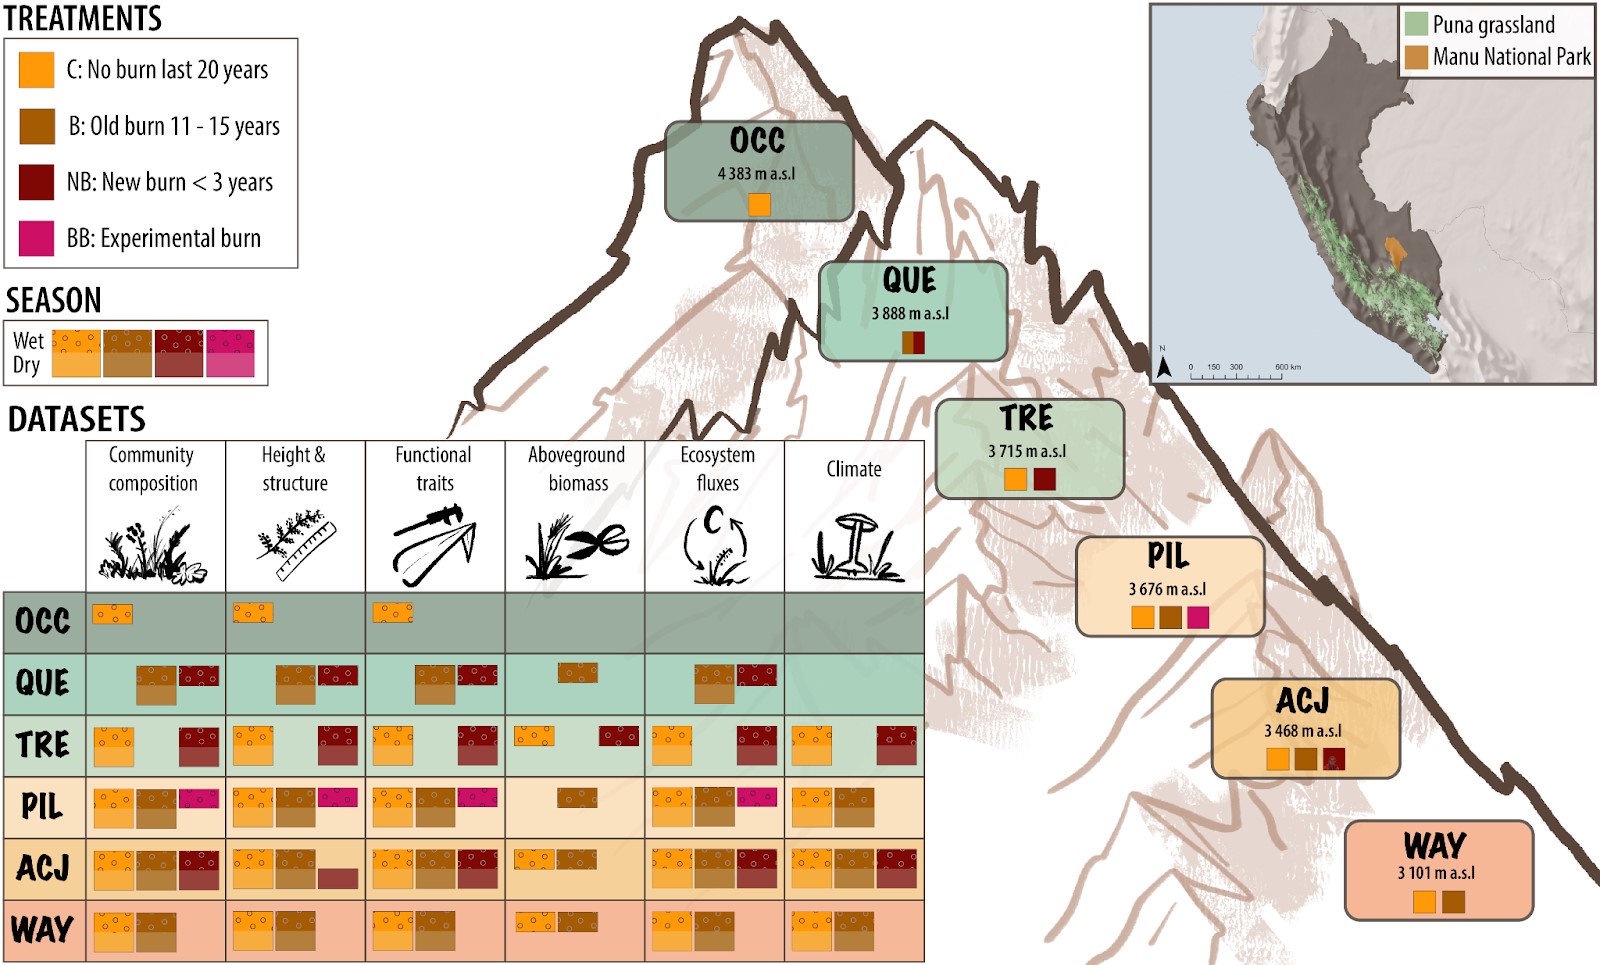 TREATMENTS
C: No burn last 20 years
B: Old burn 11 - 15 years
NB: New burn < 3 years
BB: Experimental burn
SEASON
Wet
Dry
DATASETS
Community composition
Height & structure
Functional traits
Aboveground biomass
Ecosystem fluxes
Climate
C
OCC
QUE
TRE
PIL
ACJ
WAY
OCC
4 383 m a.s.l
QUE
3 888 m a.s.l
TRE
3 715 m a.s.l
PIL
3 676 m a.s.l
ACJ
3 468 m a.s.l
WAY
3 101 m a.s.l
Puna grassland
Manu National Park
N
0 150 300 600 km